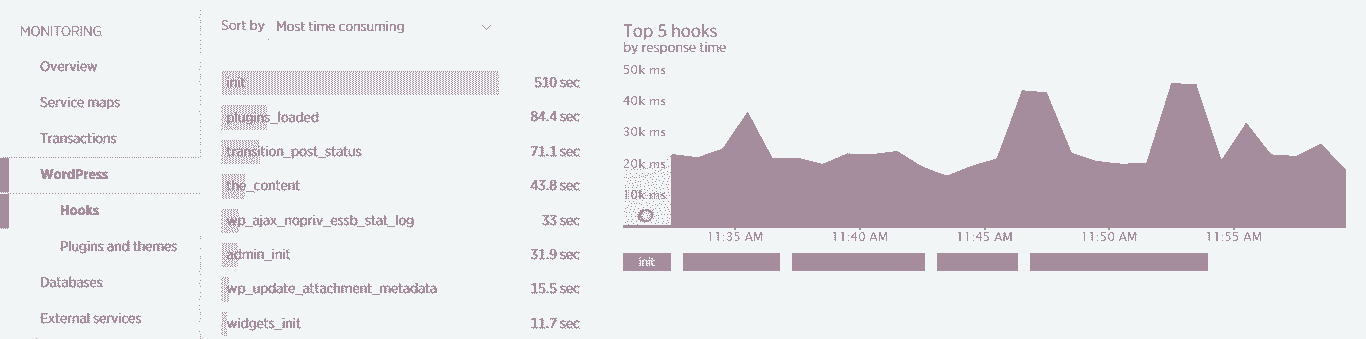 MONITORING
Overview
Service maps
Transactions
WordPress
Hooks
Plugins and themes
Databases
External services
Sort by Most time consuming
init 510 sec
plugins_loaded 84.4 sec
transition_post_status 71.1 sec
the_content 43.8 sec
wp_ajax_nopriv_essb_stat_log 33 sec
admin_init 31.9 sec
wp_update_attachment_metadata 15.5 sec
widgets_init 11.7 sec
Top 5 hooks
by response time
50k ms
40k ms
30k ms
20k ms
10k ms
11:35 AM 11:40 AM 11:45 AM 11:50 AM 11:55 AM
init